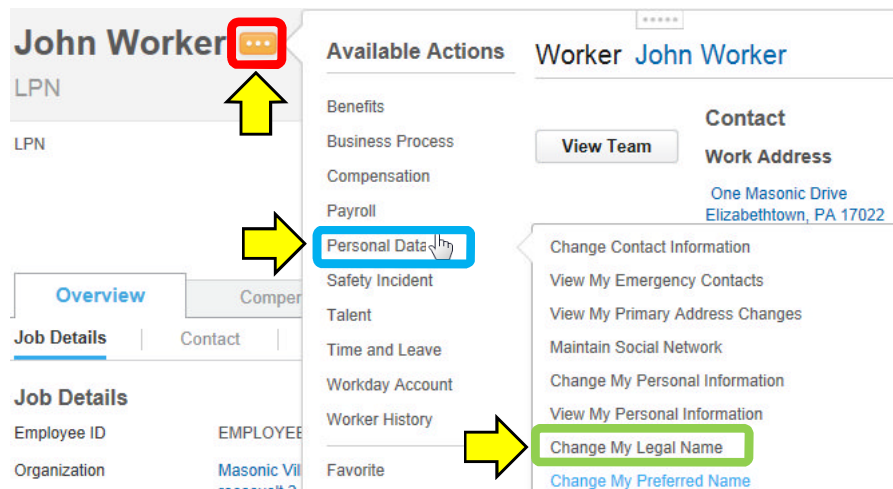 John Worker
LPN
LPN
Overview
Compen
Job Details
Contact
Job Details
Employee ID
EMPLOYEE
Organization
Masonic Vil
Available Actions
Benefits
Business Process
Compensation
Payroll
Personal Data
Safety Incident
Talent
Time and Leave
Workday Account
Worker History
Favorite
Worker John Worker
View Team
Contact
Work Address
One Masonic Drive
Elizabethtown, PA 17022
Change Contact Information
View My Emergency Contacts
View My Primary Address Changes
Maintain Social Network
Change My Personal Information
View My Personal Information
Change My Legal Name
Change My Preferred Name